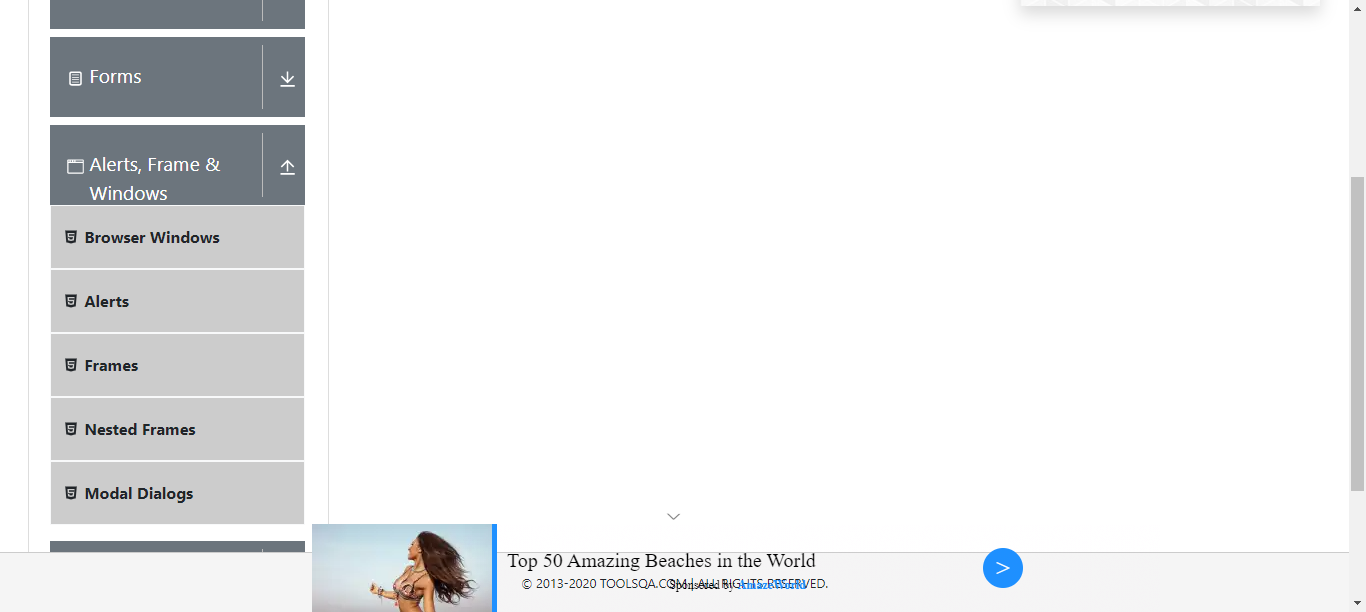 Forms
Alerts, Frame &
Windows
Browser Windows
Alerts
Frames
Nested Frames
Modal Dialogs
Top 50 Amazing Beaches in the World
>
© 2013-2020 TOOLSQA.COM | ALL RIGHTS RESERVED.
Sponsored by